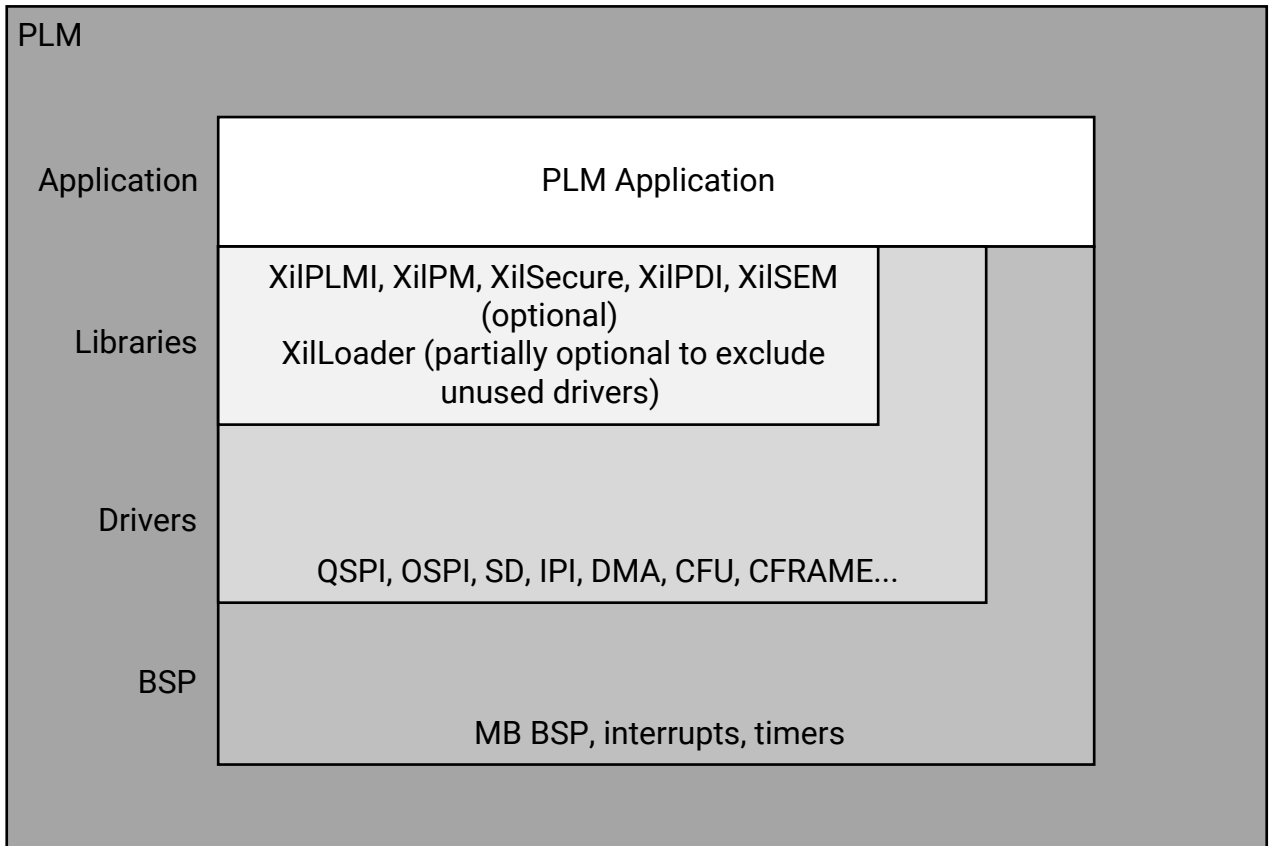 PLM
Application
PLM Application
Libraries
XilPLMI, XilPM, XilSecure, XilPDI, XilSEM
(optional)
XilLoader (partially optional to exclude
unused drivers)
Drivers
QSPI, OSPI, SD, IPI, DMA, CFU, CFRAME...
BSP
MB BSP, interrupts, timers